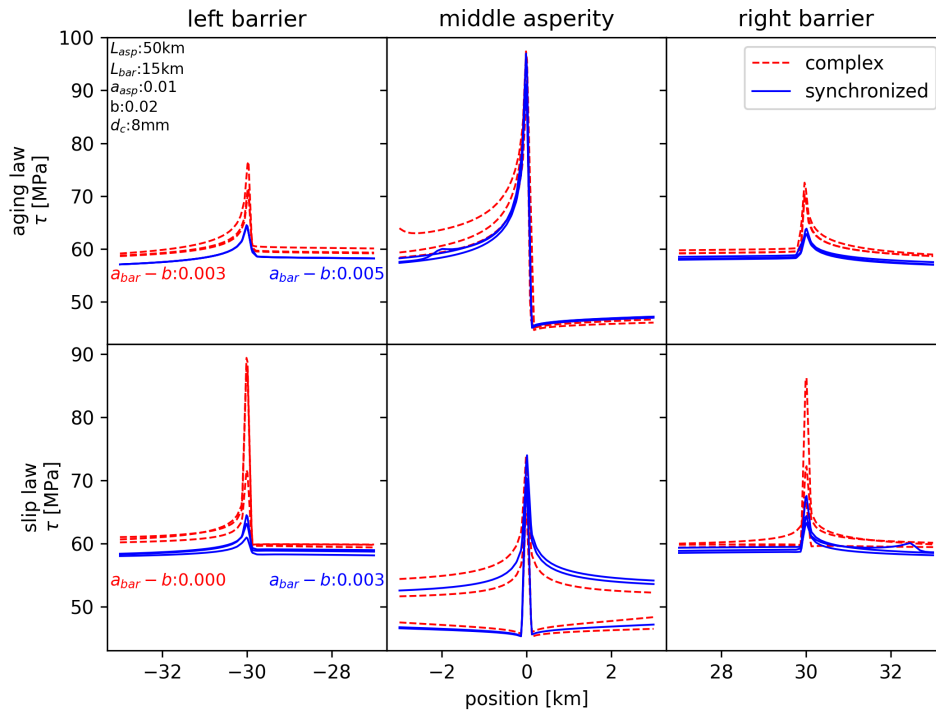 left barrier
middle asperity
right barrier
aging law
τ [MPa]
100
90
80
70
60
50
L_asp:50km
L_bar:15km
a_asp:0.01
b:0.02
d_c:8mm
a_bar − b:0.003
a_bar − b:0.005
complex
synchronized
slip law
τ [MPa]
90
80
70
60
50
a_bar − b:0.000
a_bar − b:0.003
−32
−30
−28
−2
0
2
28
30
32
position [km]